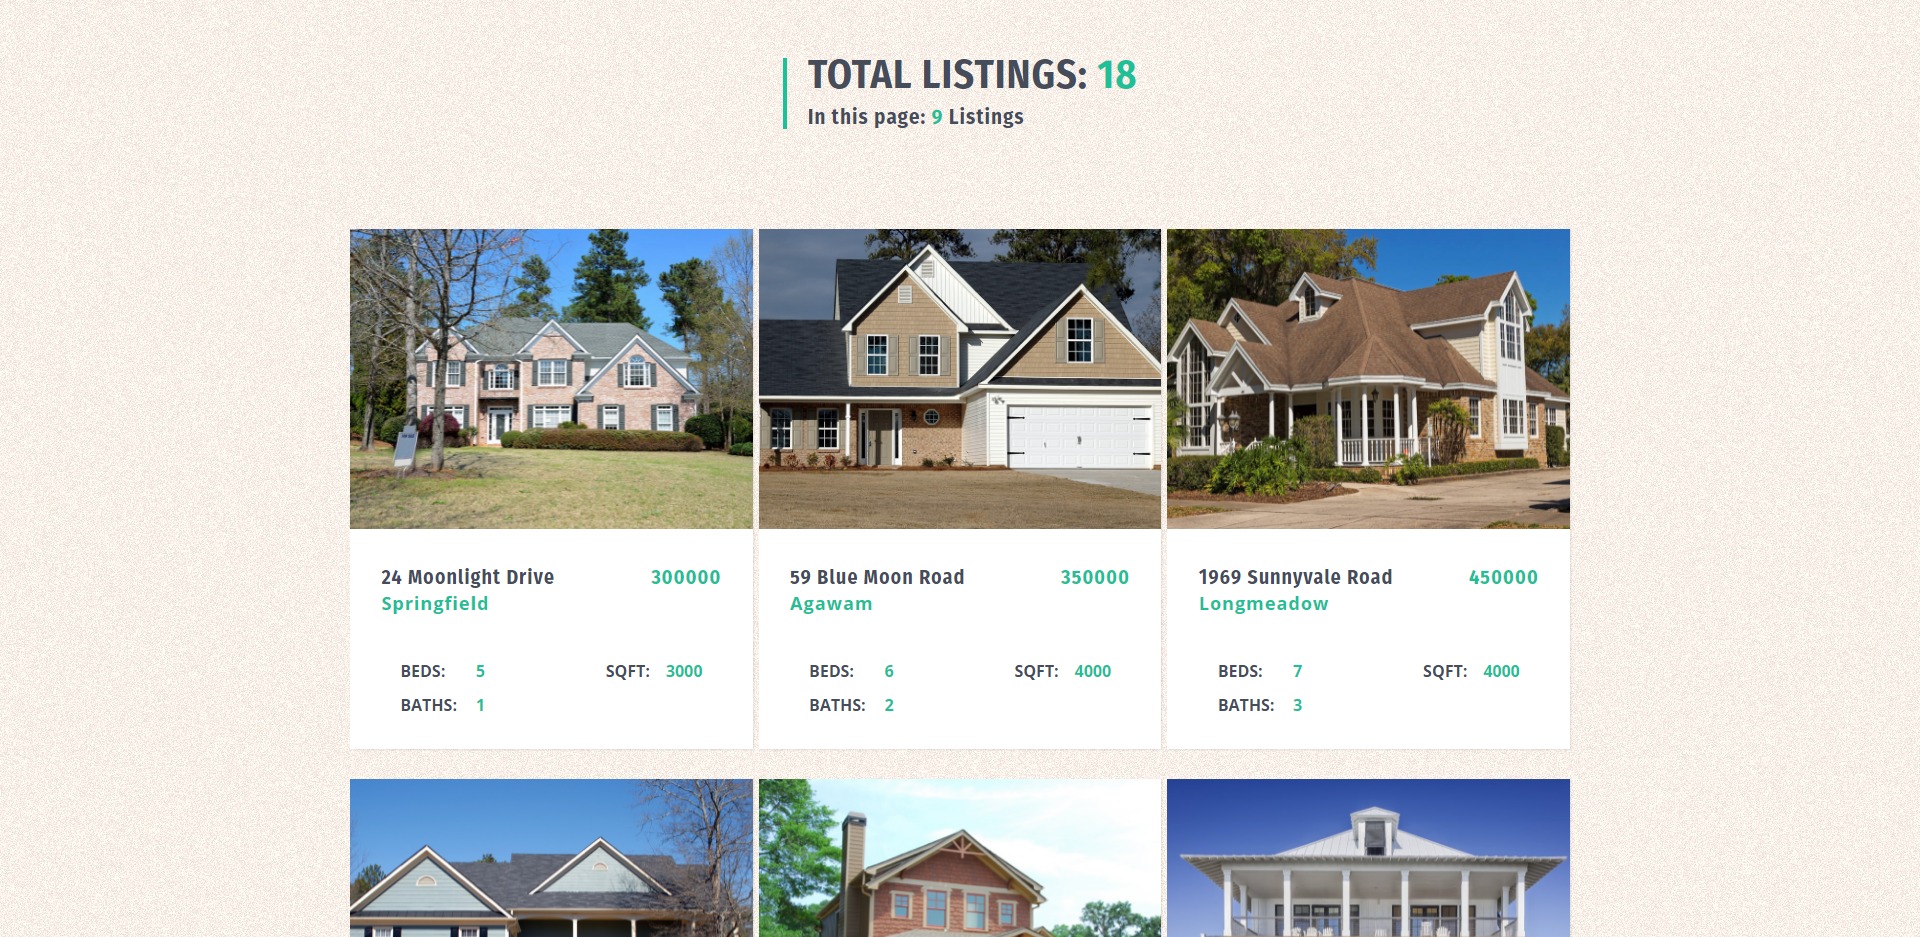 TOTAL LISTINGS: 18
In this page: 9 Listings
24 Moonlight Drive 300000
Springfield
BEDS: 5 SQFT: 3000
BATHS: 1
59 Blue Moon Road 350000
Agawam
BEDS: 6 SQFT: 4000
BATHS: 2
1969 Sunnyvale Road 450000
Longmeadow
BEDS: 7 SQFT: 4000
BATHS: 3